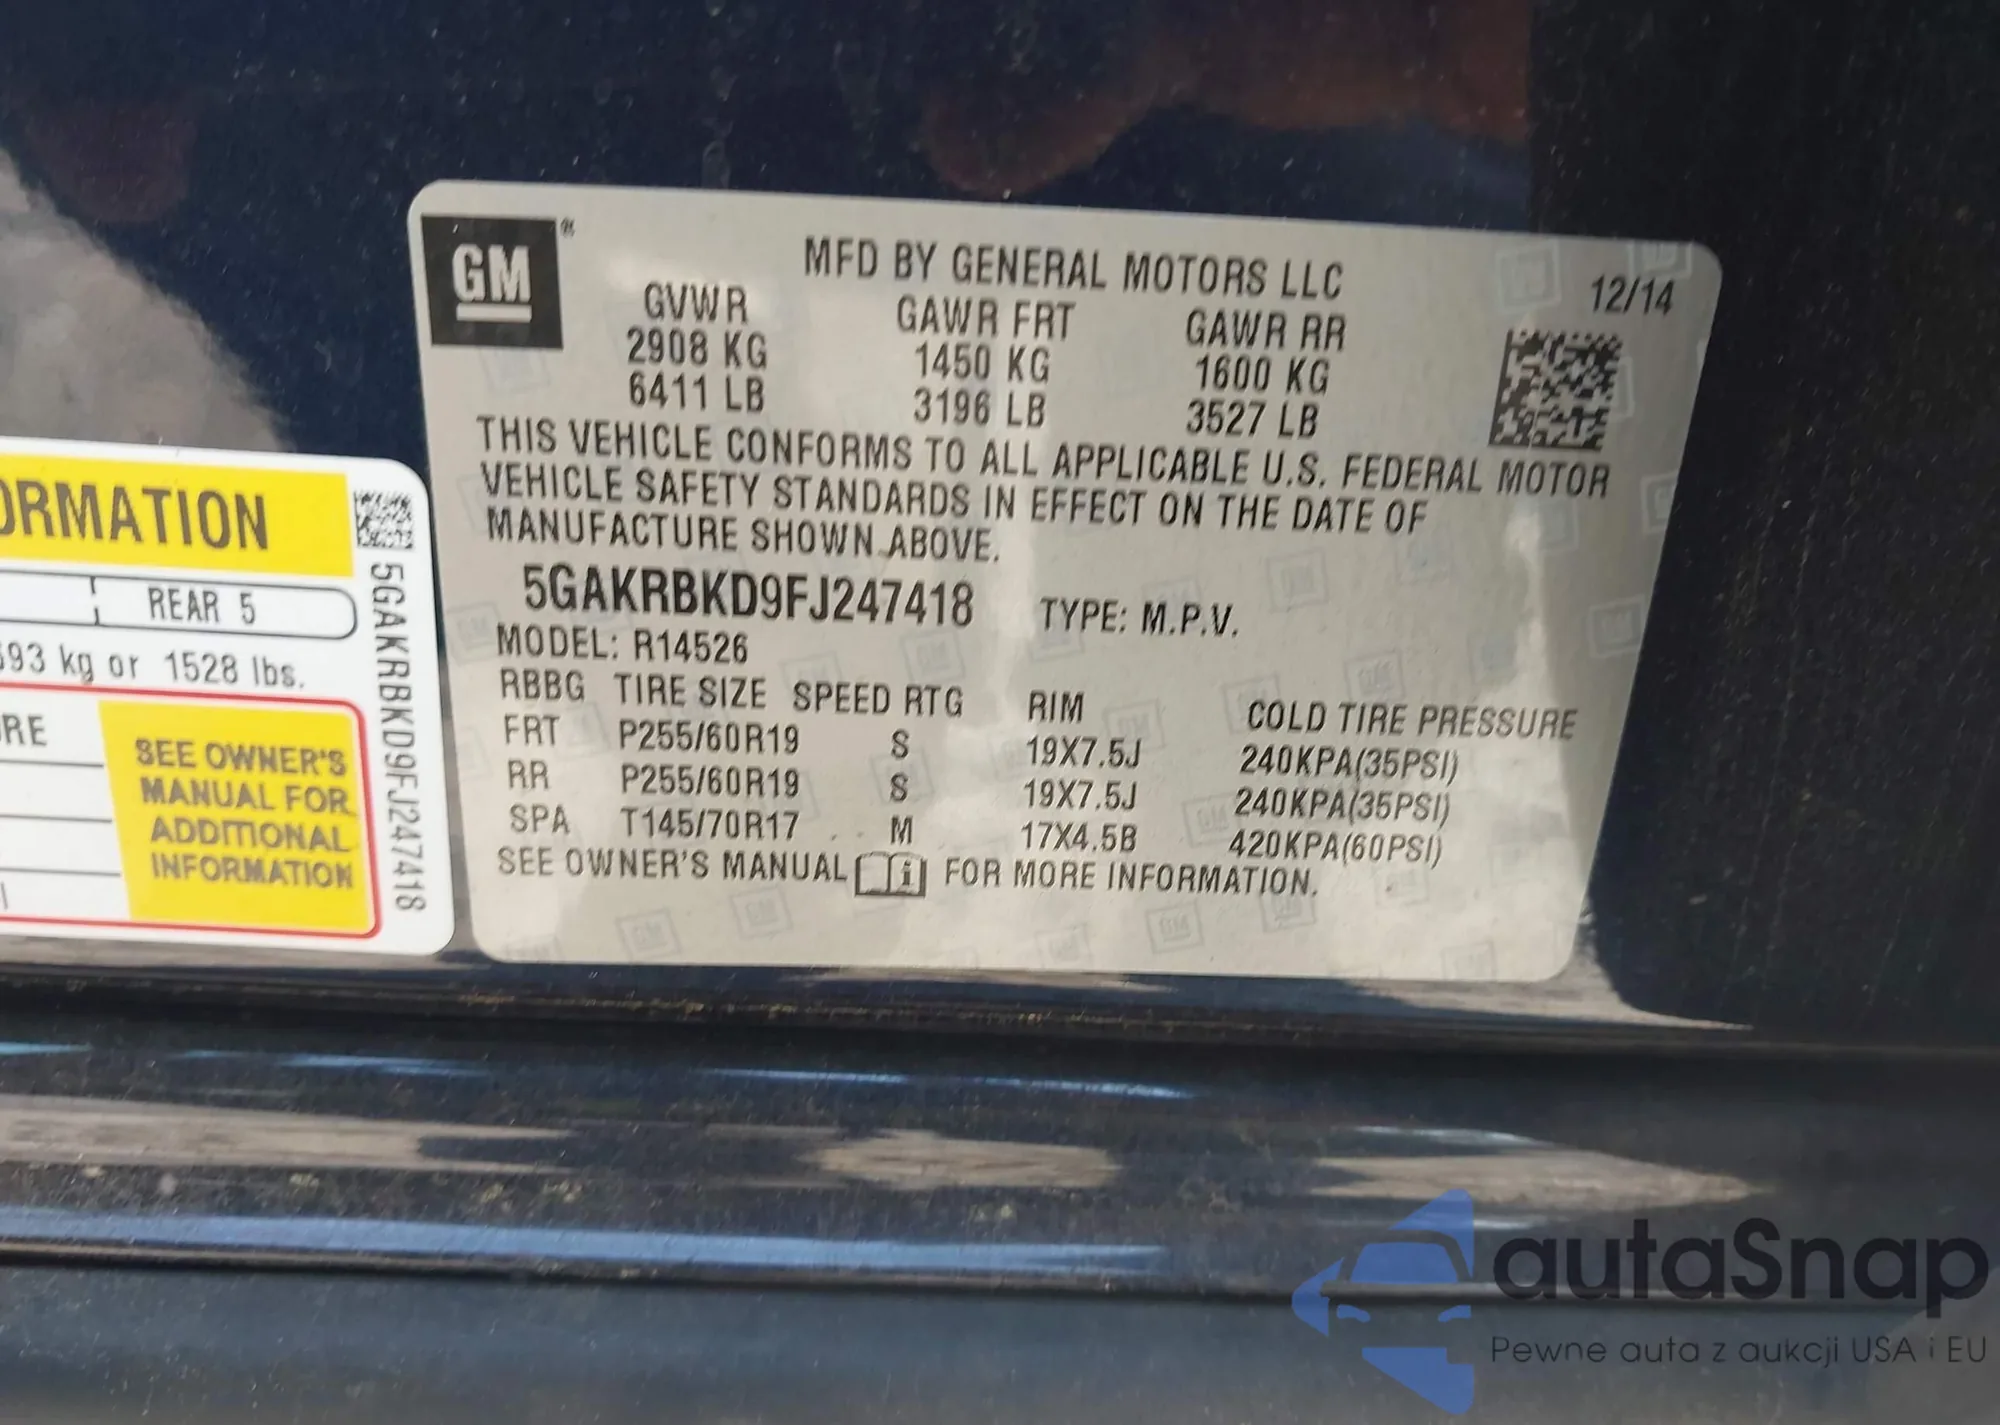 GM
®
MFD BY GENERAL MOTORS LLC
12/14
GVWR GAWR FRT GAWR RR
2908 KG 1450 KG 1600 KG
6411 LB 3196 LB 3527 LB
THIS VEHICLE CONFORMS TO ALL APPLICABLE U.S. FEDERAL MOTOR
VEHICLE SAFETY STANDARDS IN EFFECT ON THE DATE OF
MANUFACTURE SHOWN ABOVE.
5GAKRBKD9FJ247418 TYPE: M.P.V.
MODEL: R14526
RBBG TIRE SIZE SPEED RTG RIM COLD TIRE PRESSURE
FRT P255/60R19 S 19X7.5J 240KPA(35PSI)
RR P255/60R19 S 19X7.5J 240KPA(35PSI)
SPA T145/70R17 M 17X4.5B 420KPA(60PSI)
SEE OWNER'S MANUAL i FOR MORE INFORMATION.
ORMATION
REAR 5
693 kg or 1528 lbs.
RE
SEE OWNER'S
MANUAL FOR
ADDITIONAL
INFORMATION
5GAKRBKD9FJ247418
autaSnap
Pewne auta z aukcji USA i EU